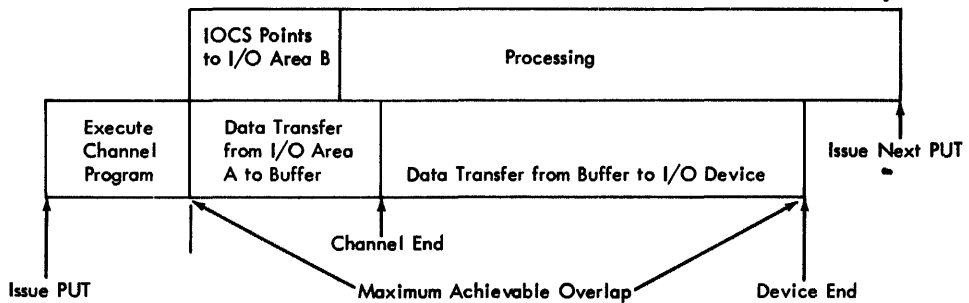 IOCS Points
to I/O Area B
Processing
Execute
Channel
Program
Data Transfer
from I/O Area
A to Buffer
Data Transfer from Buffer to I/O Device
Issue Next PUT
Channel End
Issue PUT
Maximum Achievable Overlap
Device End